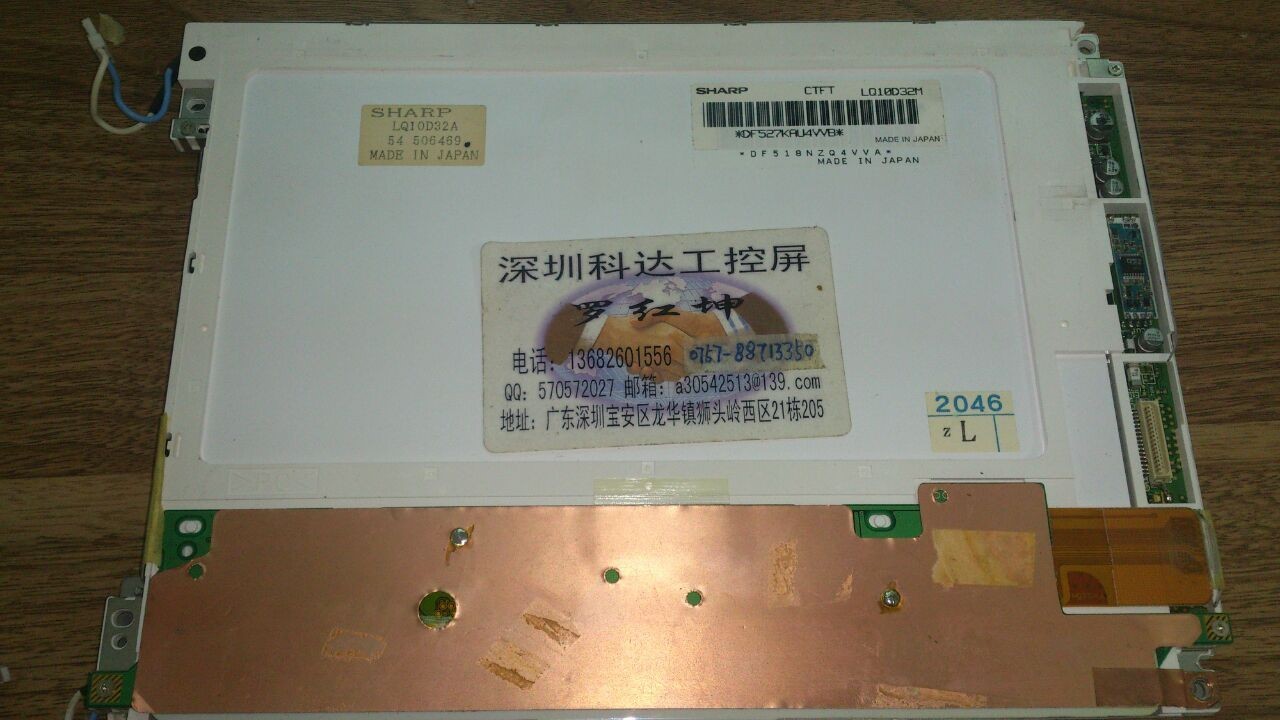 SHARP
LQ10D32A
54 506469
MADE IN JAPAN
SHARP CTFT LQ10D32M
*DF527KAU4VVB*
MADE IN JAPAN
*DF518NZQ4VVA*
MADE IN JAPAN
深圳科达工控屏
罗红坤
电话: 13682601556 0757-88713350
QQ: 570572027 邮箱: a30542513@139.com
地址: 广东深圳宝安区龙华镇狮头岭西区21栋205
2046
z L
>PC<